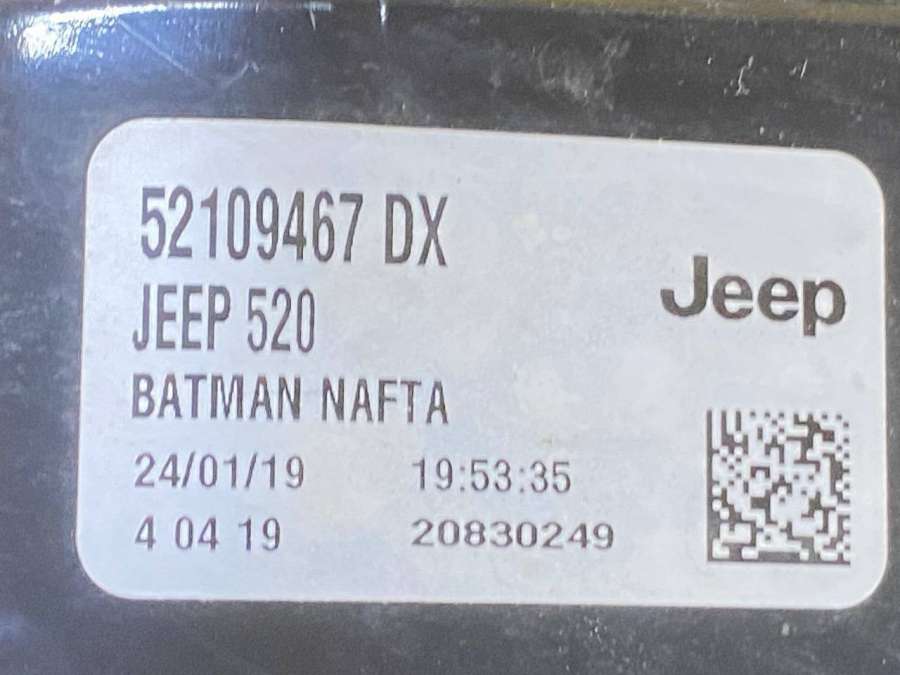 52109467 DX
JEEP 520
Jeep
BATMAN NAFTA
24/01/19 19:53:35
4 04 19 20830249